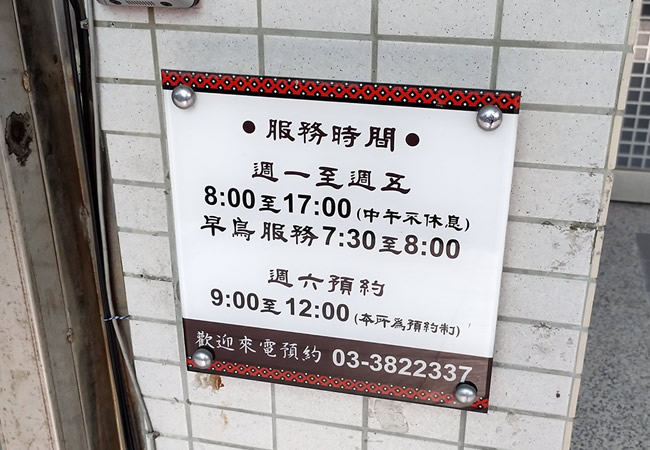 ●服務時間●
週一至週五
8:00至17:00(中午不休息)
早鳥服務7:30至8:00
週六預約
9:00至12:00(本所為預約制)
歡迎來電預約 03-3822337